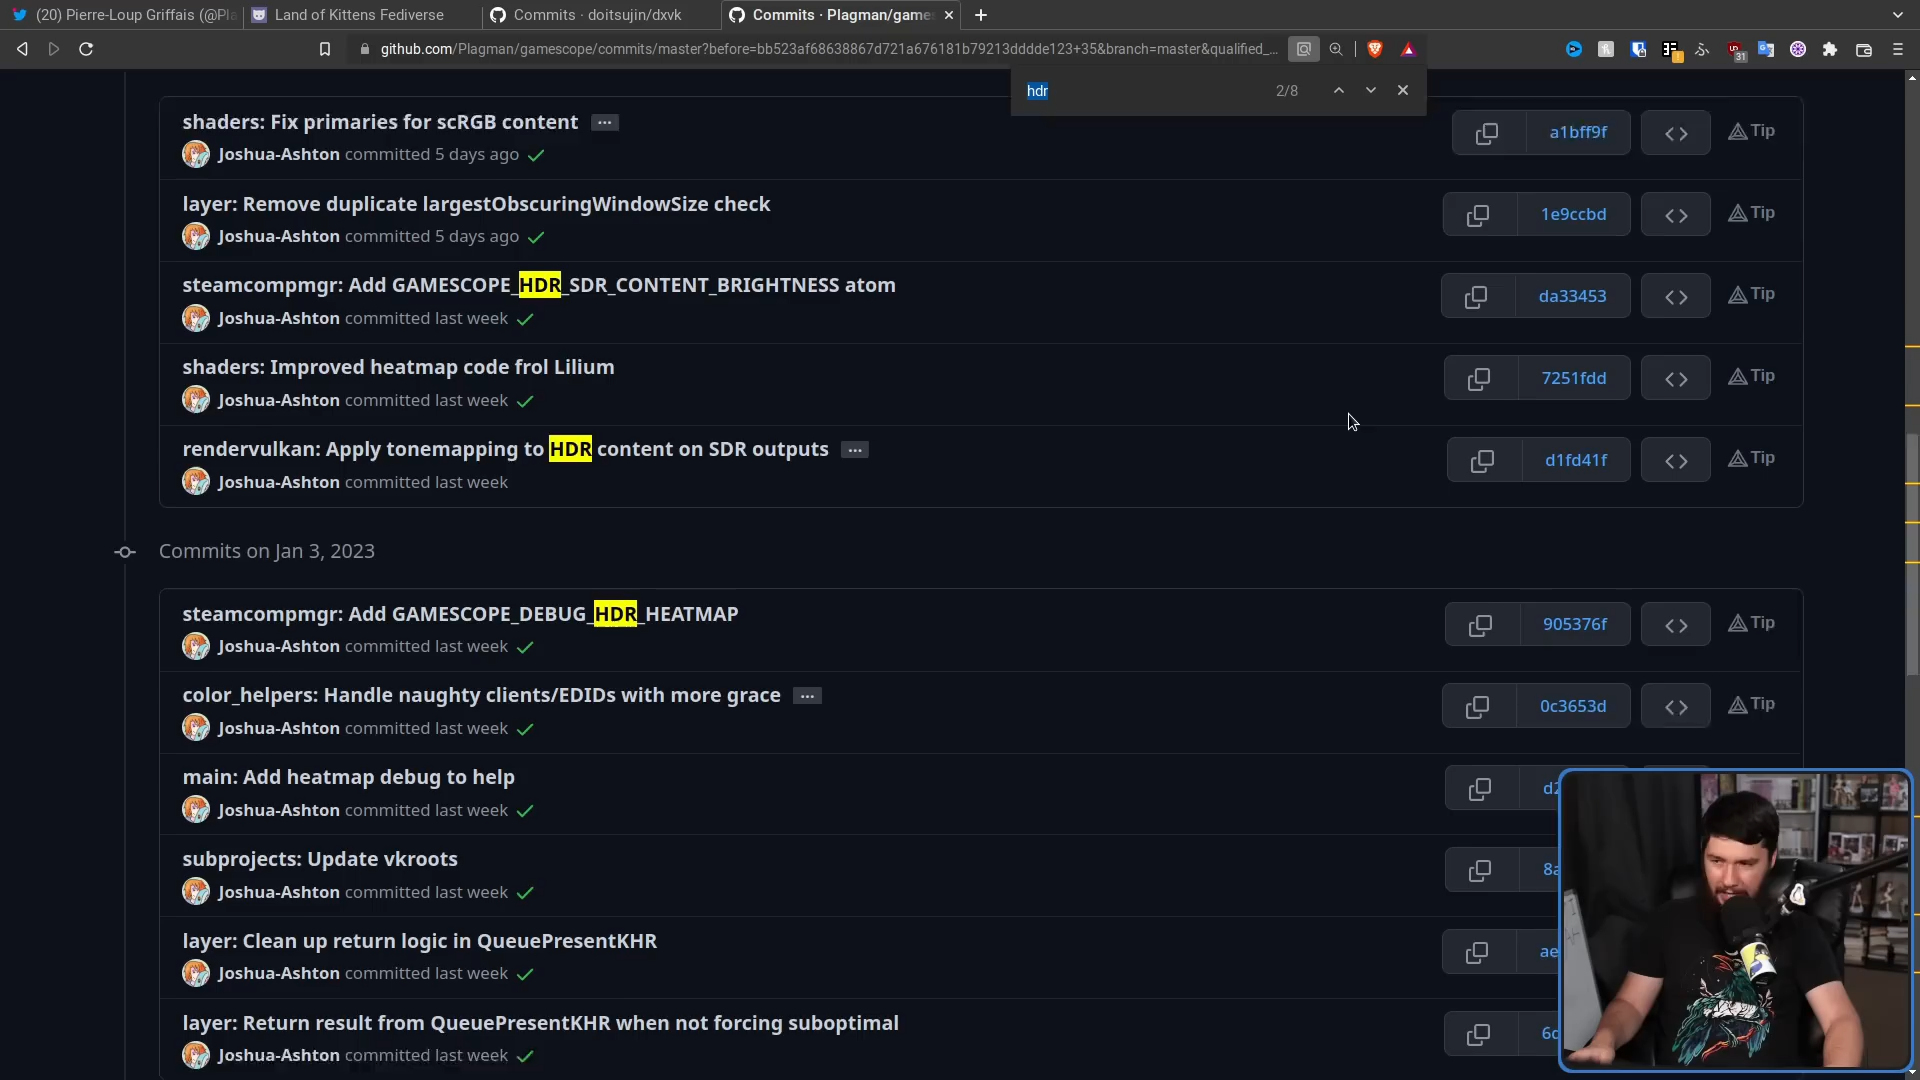 (20) Pierre-Loup Griffais (@Pla
Land of Kittens Fediverse
Commits · doitsujin/dxvk
Commits · Plagman/game
github.com/Plagman/gamescope/commits/master?before=bb523af68638867d721a676181b79213dddde123+35&branch=master&qualified_...
31
hdr
2/8
shaders: Fix primaries for scRGB content ...
a1bff9f
Tip
Joshua-Ashton committed 5 days ago
layer: Remove duplicate largestObscuringWindowSize check
1e9ccbd
Tip
Joshua-Ashton committed 5 days ago
steamcompmgr: Add GAMESCOPE_HDR_SDR_CONTENT_BRIGHTNESS atom
da33453
Tip
Joshua-Ashton committed last week
shaders: Improved heatmap code frol Lilium
7251fdd
Tip
Joshua-Ashton committed last week
rendervulkan: Apply tonemapping to HDR content on SDR outputs ...
d1fd41f
Tip
Joshua-Ashton committed last week
Commits on Jan 3, 2023
steamcompmgr: Add GAMESCOPE_DEBUG_HDR_HEATMAP
905376f
Tip
Joshua-Ashton committed last week
color_helpers: Handle naughty clients/EDIDs with more grace ...
0c3653d
Tip
Joshua-Ashton committed last week
main: Add heatmap debug to help
Joshua-Ashton committed last week
subprojects: Update vkroots
8a
Joshua-Ashton committed last week
layer: Clean up return logic in QueuePresentKHR
ae
Joshua-Ashton committed last week
layer: Return result from QueuePresentKHR when not forcing suboptimal
Joshua-Ashton committed last week